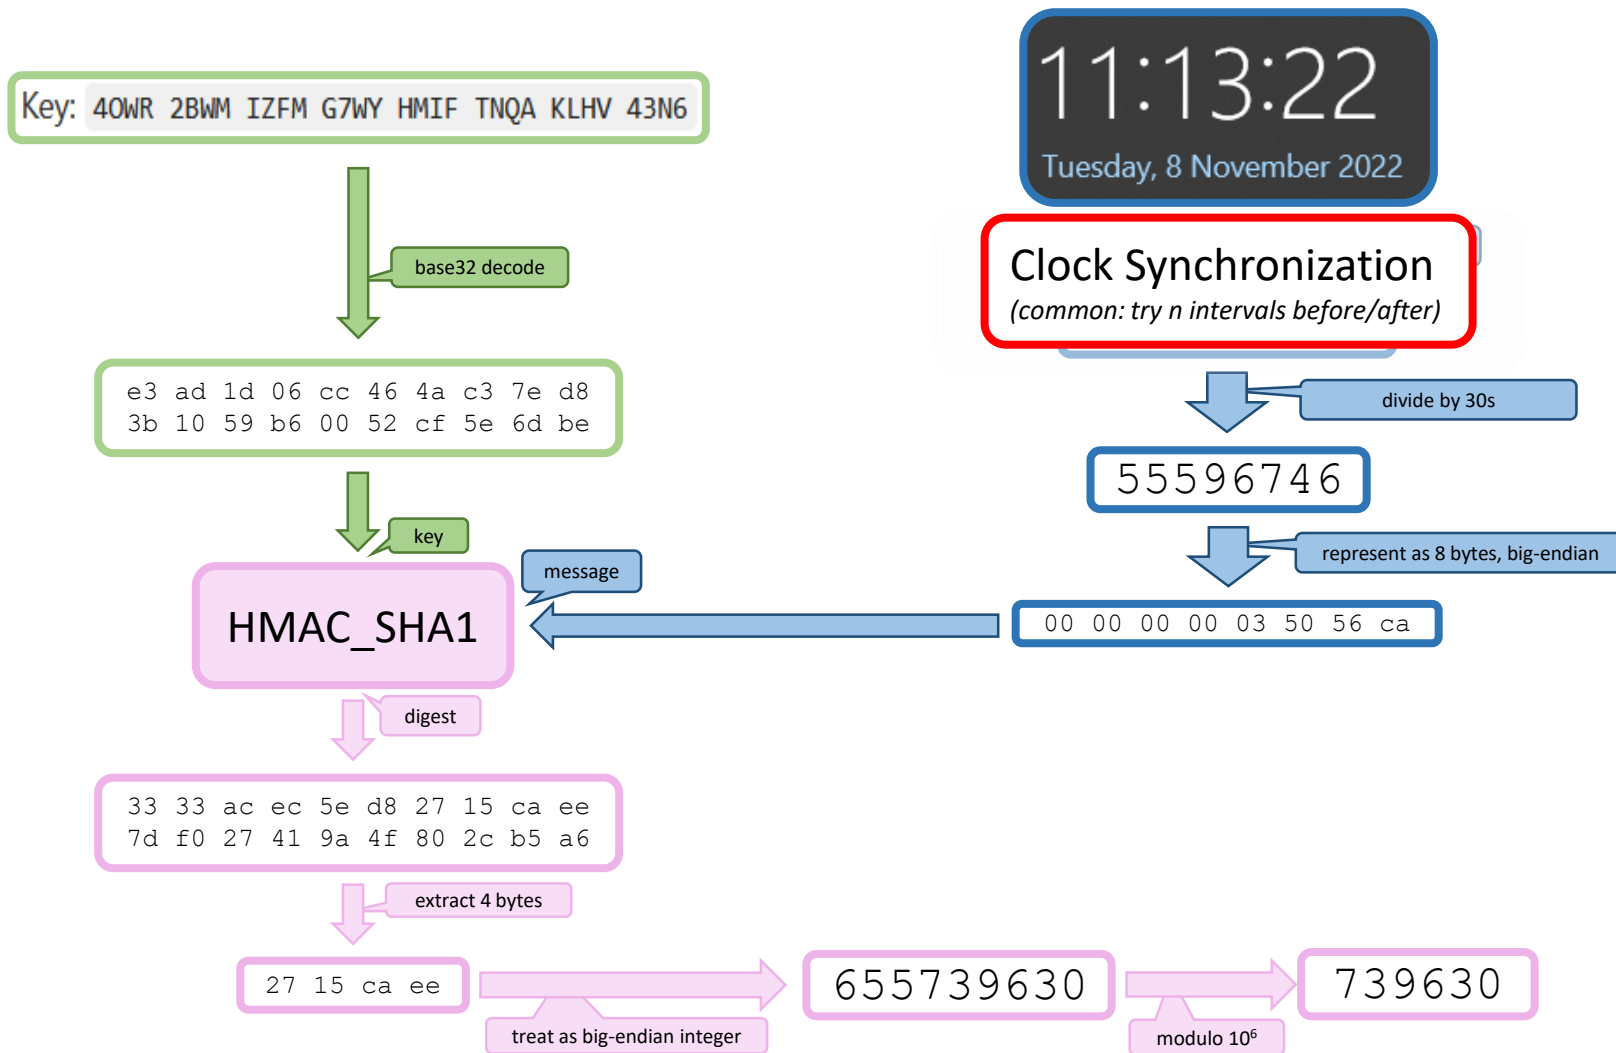 Key: 4OWR 2BWM IZFM G7WY HMIF TNQA KLHV 43N6
11:13:22
Tuesday, 8 November 2022
Clock Synchronization
(common: try n intervals before/after)
base32 decode
divide by 30s
e3 ad 1d 06 cc 46 4a c3 7e d8
3b 10 59 b6 00 52 cf 5e 6d be
55596746
key
represent as 8 bytes, big-endian
message
HMAC_SHA1
00 00 00 00 03 50 56 ca
digest
33 33 ac ec 5e d8 27 15 ca ee
7d f0 27 41 9a 4f 80 2c b5 a6
extract 4 bytes
27 15 ca ee
655739630
739630
treat as big-endian integer
modulo 10⁶